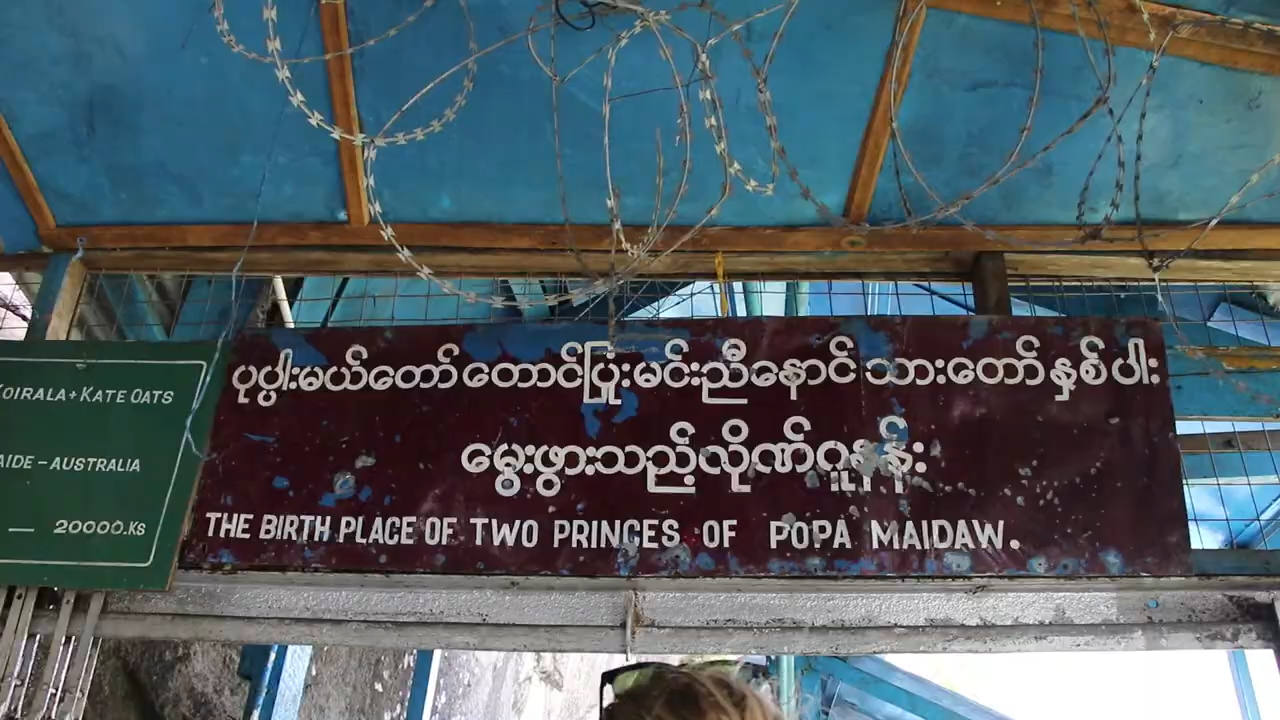 KOIRALA + KATE OATS
AIDE - AUSTRALIA
— 20000.KS
ပုပ္ပါးမယ်တော်တောင်ပြုံးမင်းညီနောင်သားတော်နှစ်ပါး
မွေးဖွားသည့်လှိုဏ်ဂူနန်း
THE BIRTH PLACE OF TWO PRINCES OF POPA MAIDAW.